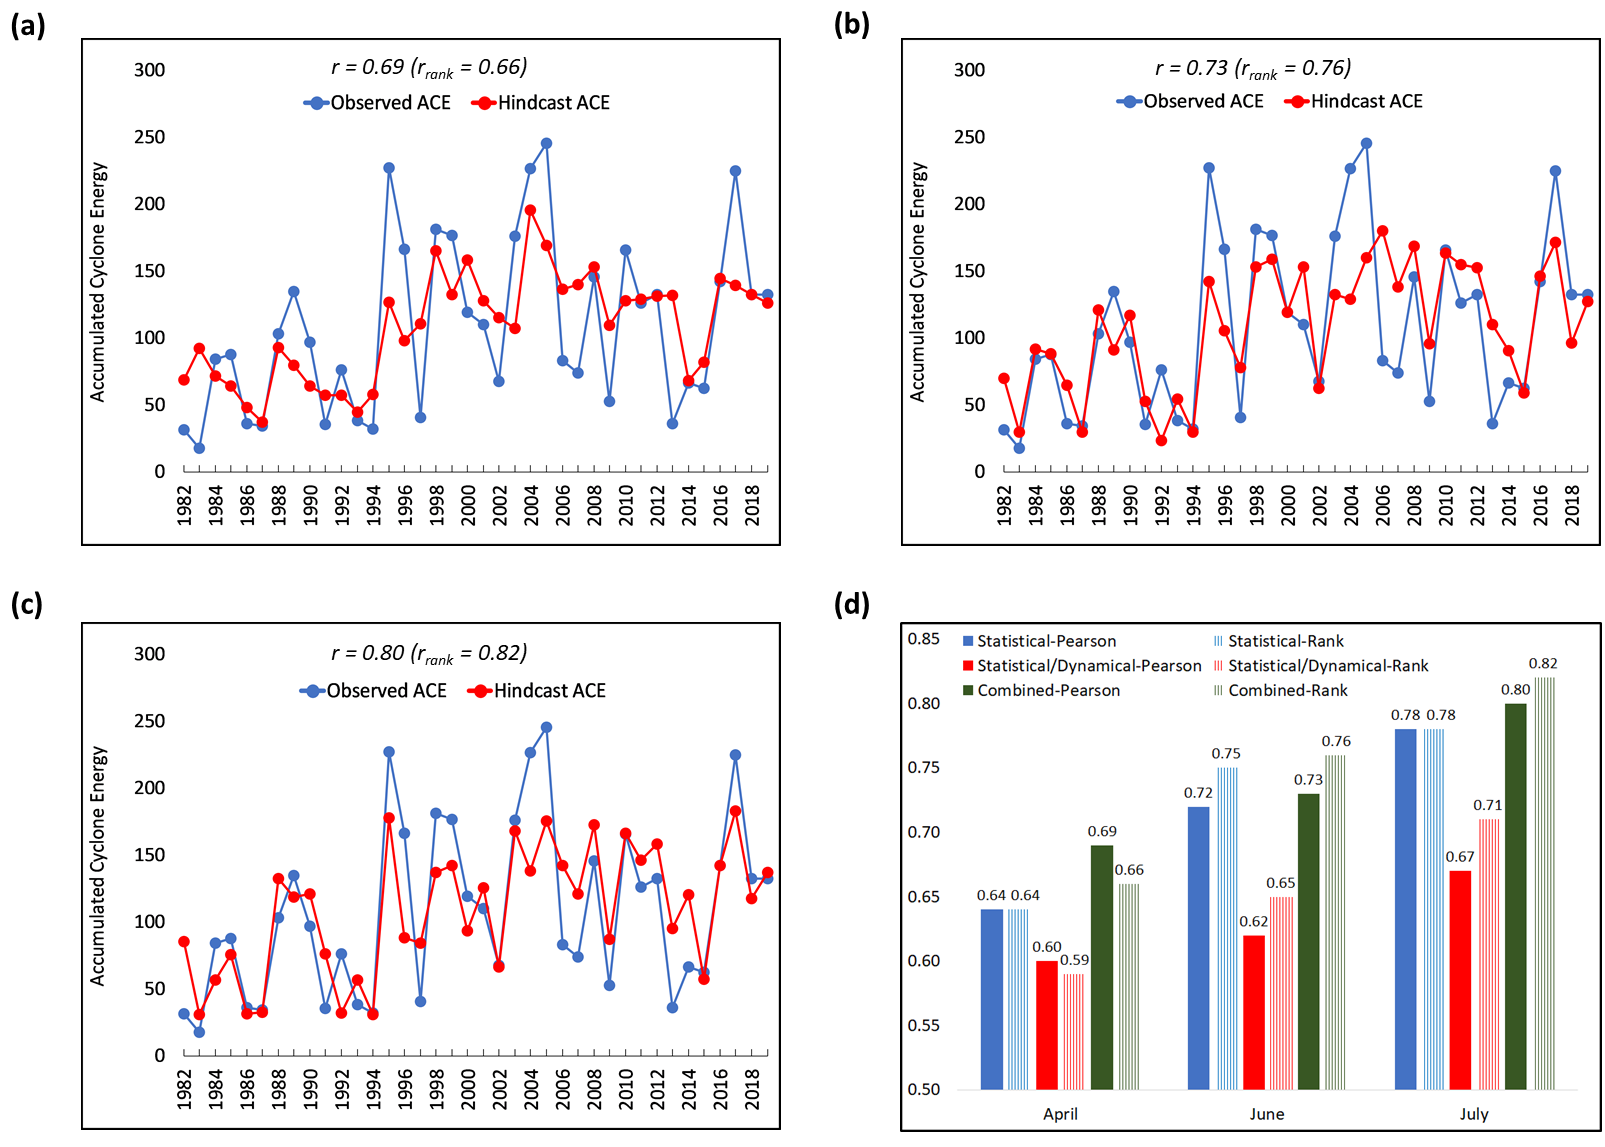 (a)
r = 0.69 (rrank = 0.66)
Observed ACE Hindcast ACE
Accumulated Cyclone Energy
300
250
200
150
100
50
0
1982 1984 1986 1988 1990 1992 1994 1996 1998 2000 2002 2004 2006 2008 2010 2012 2014 2016 2018
(b)
r = 0.73 (rrank = 0.76)
Observed ACE Hindcast ACE
Accumulated Cyclone Energy
300
250
200
150
100
50
0
1982 1984 1986 1988 1990 1992 1994 1996 1998 2000 2002 2004 2006 2008 2010 2012 2014 2016 2018
(c)
r = 0.80 (rrank = 0.82)
Observed ACE Hindcast ACE
Accumulated Cyclone Energy
300
250
200
150
100
50
0
1982 1984 1986 1988 1990 1992 1994 1996 1998 2000 2002 2004 2006 2008 2010 2012 2014 2016 2018
(d)
Statistical-Pearson Statistical-Rank
Statistical/Dynamical-Pearson Statistical/Dynamical-Rank
Combined-Pearson Combined-Rank
0.85
0.80
0.75
0.70
0.65
0.60
0.55
0.50
0.64 0.64 0.60 0.59 0.69 0.66
0.72 0.75 0.62 0.65 0.73 0.76
0.78 0.78 0.67 0.71 0.80 0.82
April June July